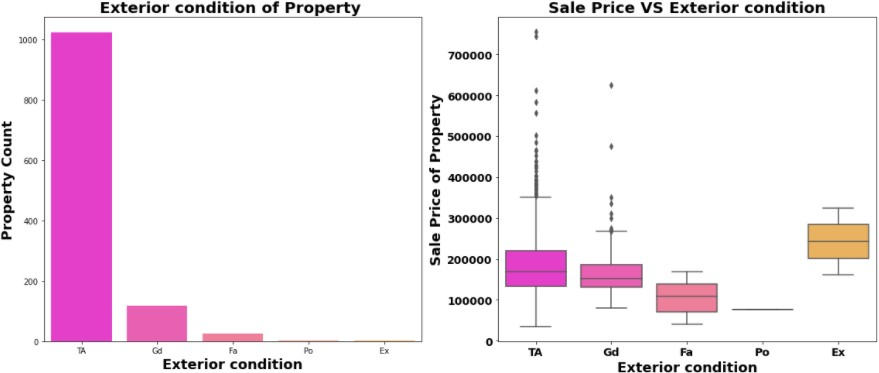 Exterior condition of Property
Property Count
1000
800
600
400
200
0
TA Gd Fa Po Ex
Exterior condition
Sale Price VS Exterior condition
Sale Price of Property
700000
600000
500000
400000
300000
200000
100000
0
TA Gd Fa Po Ex
Exterior condition